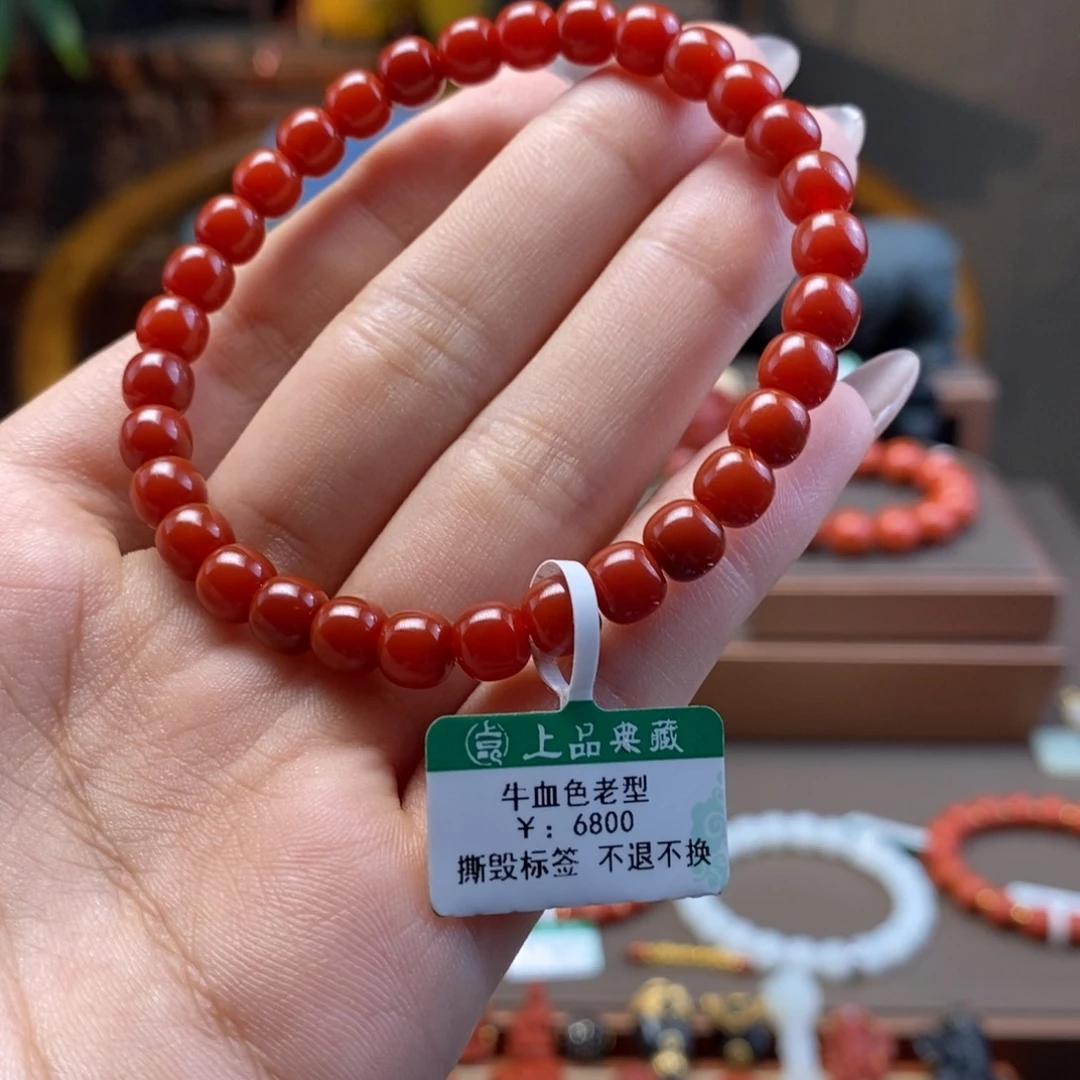 上品典藏
牛血色老型
￥：6800
撕毁标签 不退不换